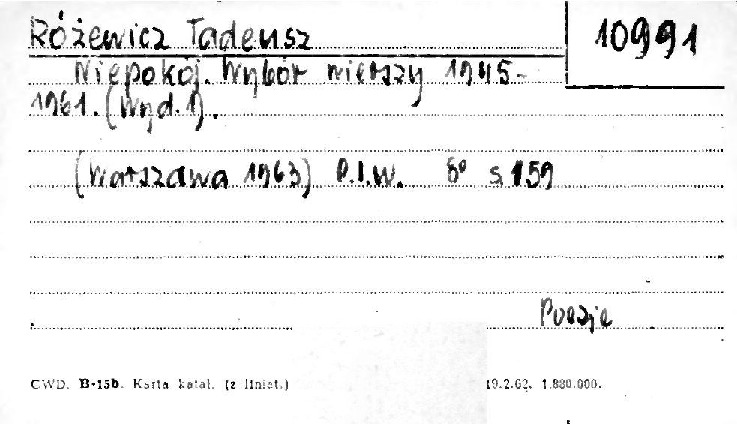 Różewicz Tadeusz
10991
Niepokój. Wybór wierszy 1945-
1961. (Wyd. 1).
(Warszawa 1963) P.I.W. 8° s. 159
Poezje
CWD. B-15b. Karta katal. (z liniat.) 19.2.62. 1.880.000.